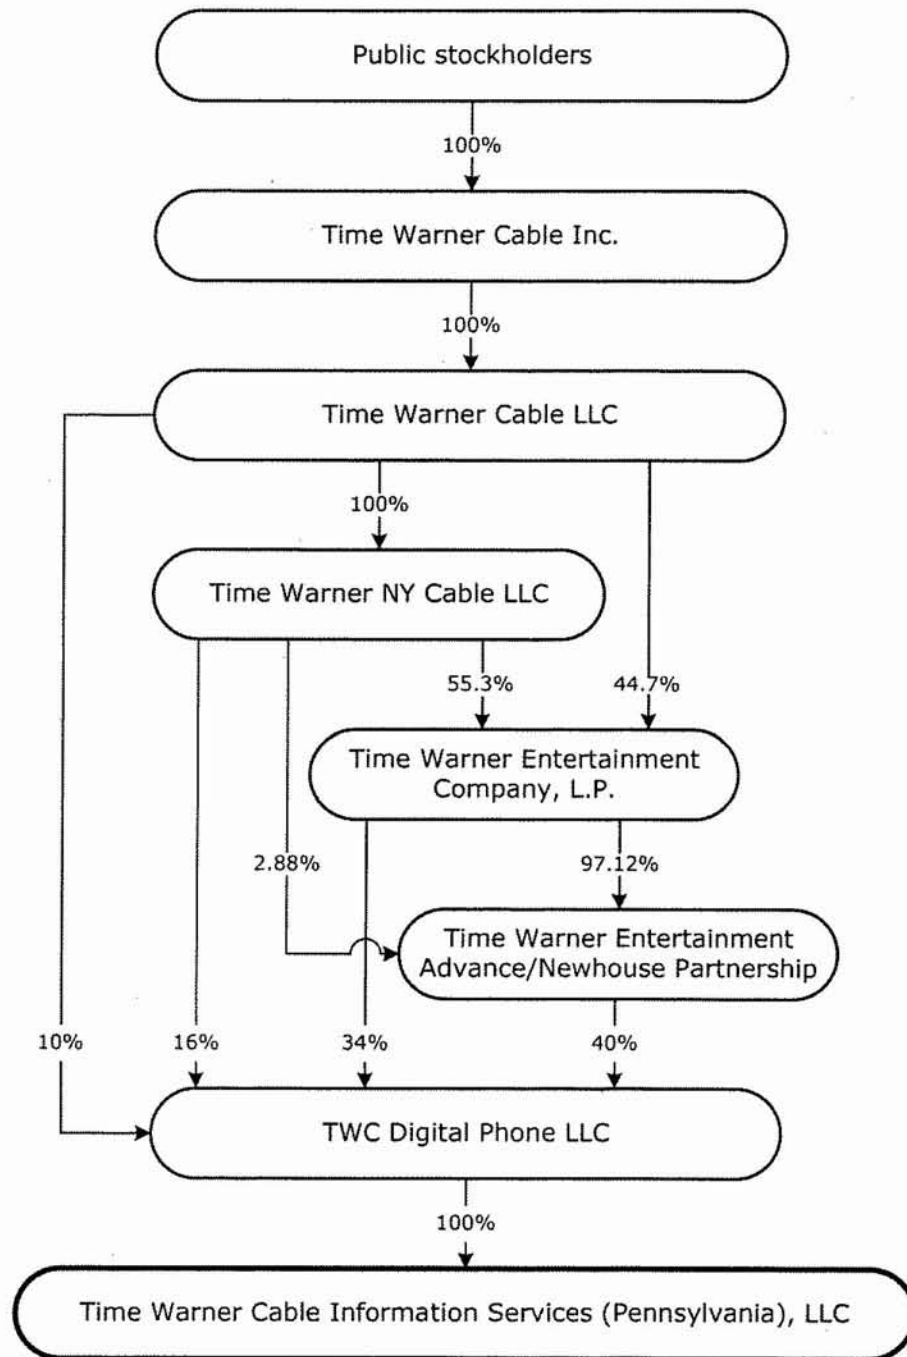 Public stockholders
100%
Time Warner Cable Inc.
100%
Time Warner Cable LLC
100%
Time Warner NY Cable LLC
55.3%
44.7%
Time Warner Entertainment
Company, L.P.
2.88%
97.12%
Time Warner Entertainment
Advance/Newhouse Partnership
10%
16%
34%
40%
TWC Digital Phone LLC
100%
Time Warner Cable Information Services (Pennsylvania), LLC